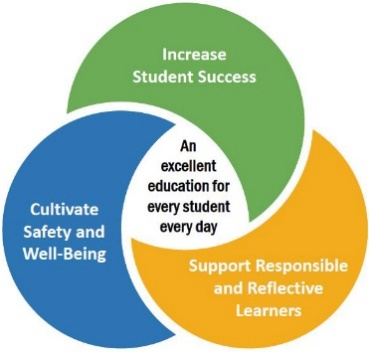 Increase
Student Success
An
excellent
education for
every student
every day
Cultivate
Safety and
Well-Being
Support Responsible
and Reflective
Learners